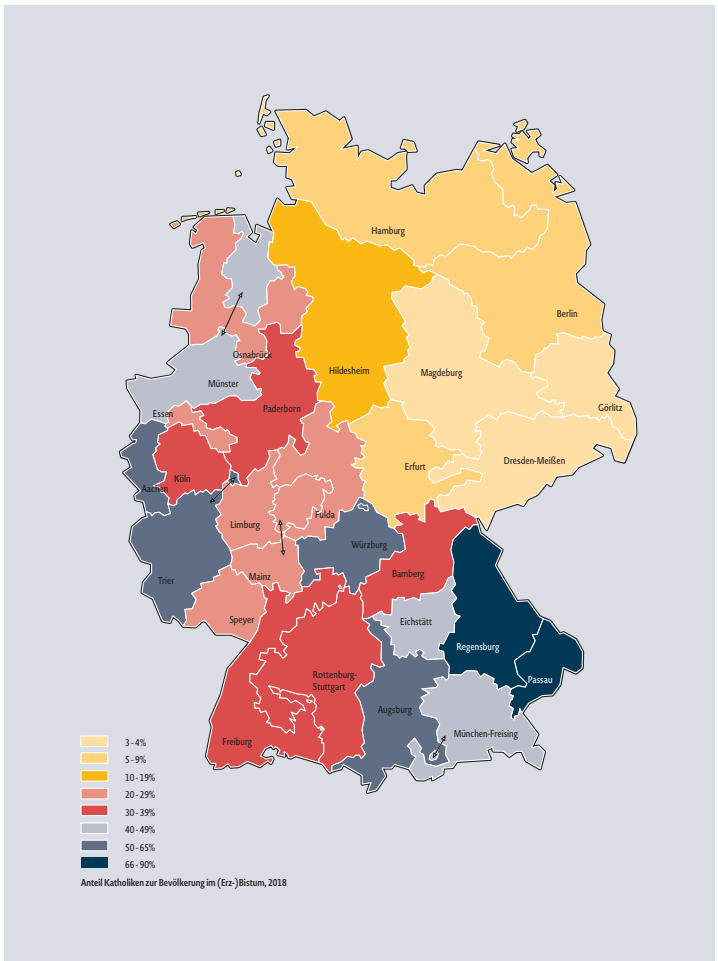 Hamburg
Berlin
Osnabrück
Hildesheim
Magdeburg
Münster
Paderborn
Görlitz
Essen
Dresden-Meißen
Erfurt
Köln
Aachen
Fulda
Limburg
Würzburg
Bamberg
Mainz
Trier
Speyer
Eichstätt
Regensburg
Rottenburg-
Stuttgart
Passau
Augsburg
München-Freising
Freiburg
3 - 4%
5 - 9%
10 - 19%
20 - 29%
30 - 39%
40 - 49%
50 - 65%
66 - 90%
Anteil Katholiken zur Bevölkerung im (Erz-)Bistum, 2018